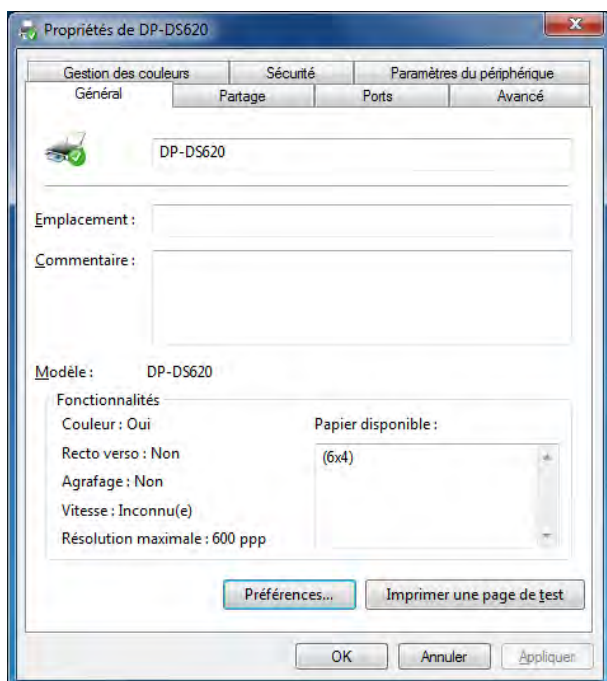 Propriétés de DP-DS620
Gestion des couleurs Sécurité Paramètres du périphérique
Général Partage Ports Avancé
DP-DS620
Emplacement :
Commentaire :
Modèle : DP-DS620
Fonctionnalités
Couleur : Oui Papier disponible :
Recto verso : Non (6x4)
Agrafage : Non
Vitesse : Inconnu(e)
Résolution maximale : 600 ppp
Préférences... Imprimer une page de test
OK Annuler Appliquer